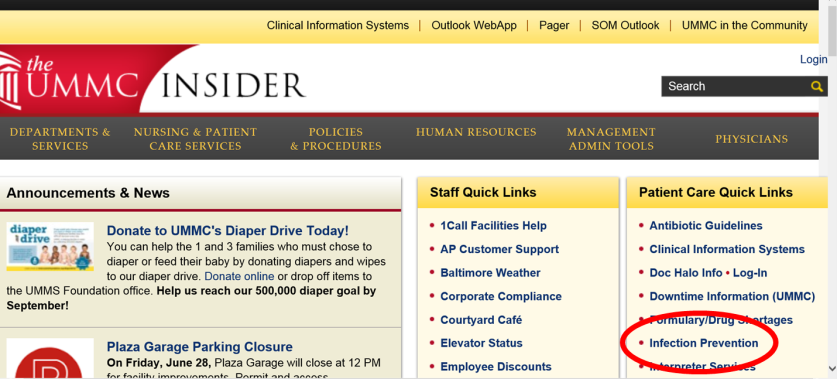 Clinical Information Systems | Outlook WebApp | Pager | SOM Outlook | UMMC in the Community
Login
the
UMMC INSIDER
Search
DEPARTMENTS &
SERVICES
NURSING & PATIENT
CARE SERVICES
POLICIES
& PROCEDURES
HUMAN RESOURCES
MANAGEMENT
ADMIN TOOLS
PHYSICIANS
Announcements & News
diaper
drive
Donate to UMMC's Diaper Drive Today!
You can help the 1 and 3 families who must chose to
diaper or feed their baby by donating diapers and wipes
to our diaper drive. Donate online or drop off items to
the UMMS Foundation office. Help us reach our 500,000 diaper goal by
September!
Plaza Garage Parking Closure
On Friday, June 28, Plaza Garage will close at 12 PM
for facility improvements. Permit and access
Staff Quick Links
• 1Call Facilities Help
• AP Customer Support
• Baltimore Weather
• Corporate Compliance
• Courtyard Café
• Elevator Status
• Employee Discounts
Patient Care Quick Links
• Antibiotic Guidelines
• Clinical Information Systems
• Doc Halo Info • Log-In
• Downtime Information (UMMC)
• Formulary/Drug Shortages
• Infection Prevention
• Interpreter Services